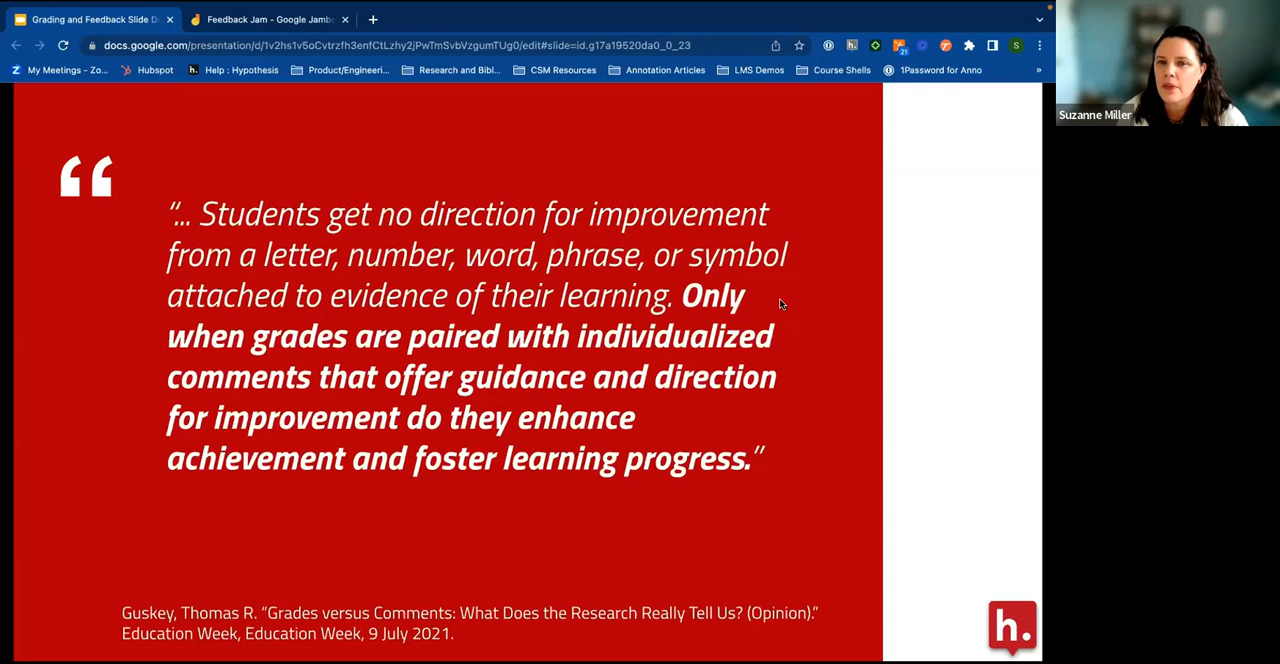 Grading and Feedback Slide D
Feedback Jam - Google Jambo
docs.google.com/presentation/d/1v2hs1v5oCvtrzfh3enfCtLzhy2jPwTmSvbVzgumTUg0/edit#slide=id.g17a19520da0_0_23
21
S
My Meetings - Zo...
Hubspot
h. Help : Hypothesis
Product/Engineeri...
Research and Bibl...
CSM Resources
Annotation Articles
LMS Demos
Course Shells
1Password for Anno
»
Suzanne Miller
“
“... Students get no direction for improvement
from a letter, number, word, phrase, or symbol
attached to evidence of their learning. Only
when grades are paired with individualized
comments that offer guidance and direction
for improvement do they enhance
achievement and foster learning progress.”
Guskey, Thomas R. “Grades versus Comments: What Does the Research Really Tell Us? (Opinion).”
Education Week, Education Week, 9 July 2021.
h.